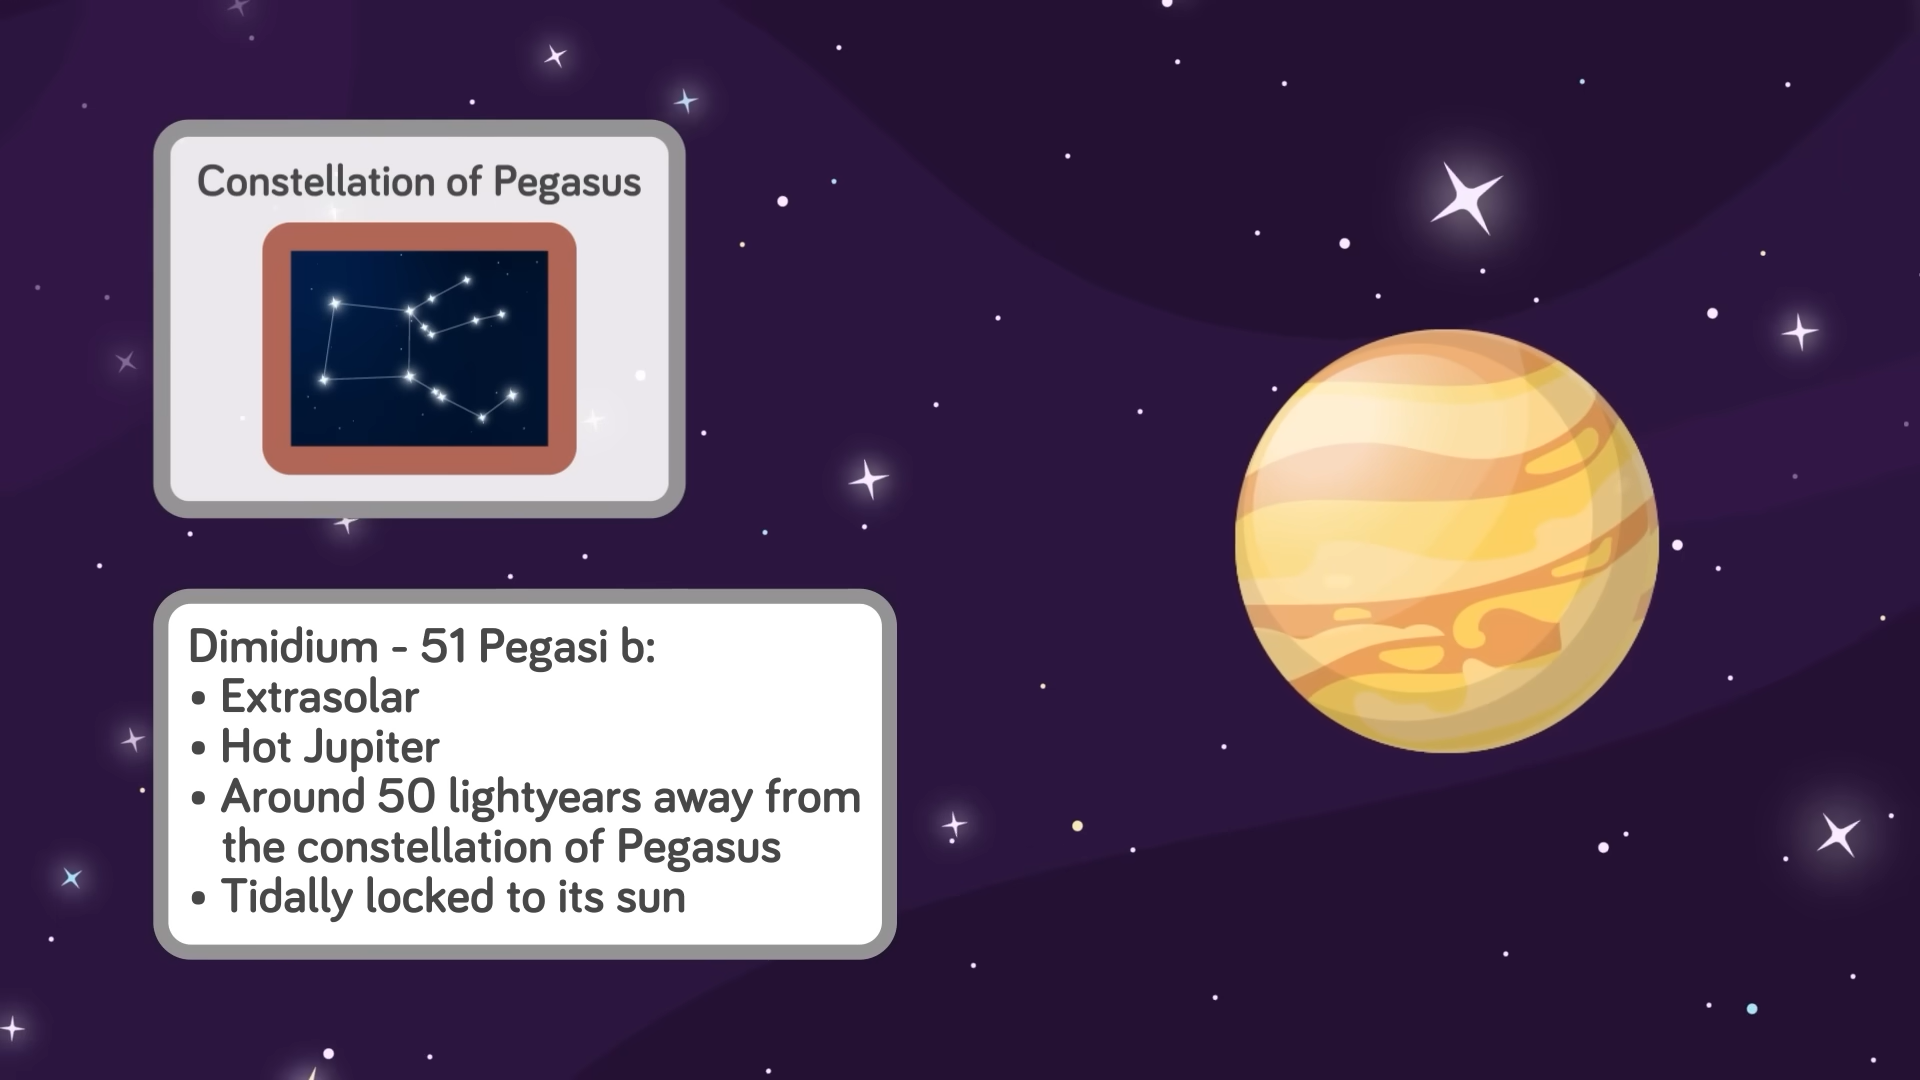 Constellation of Pegasus
Dimidium - 51 Pegasi b:
• Extrasolar
• Hot Jupiter
• Around 50 lightyears away from
the constellation of Pegasus
• Tidally locked to its sun